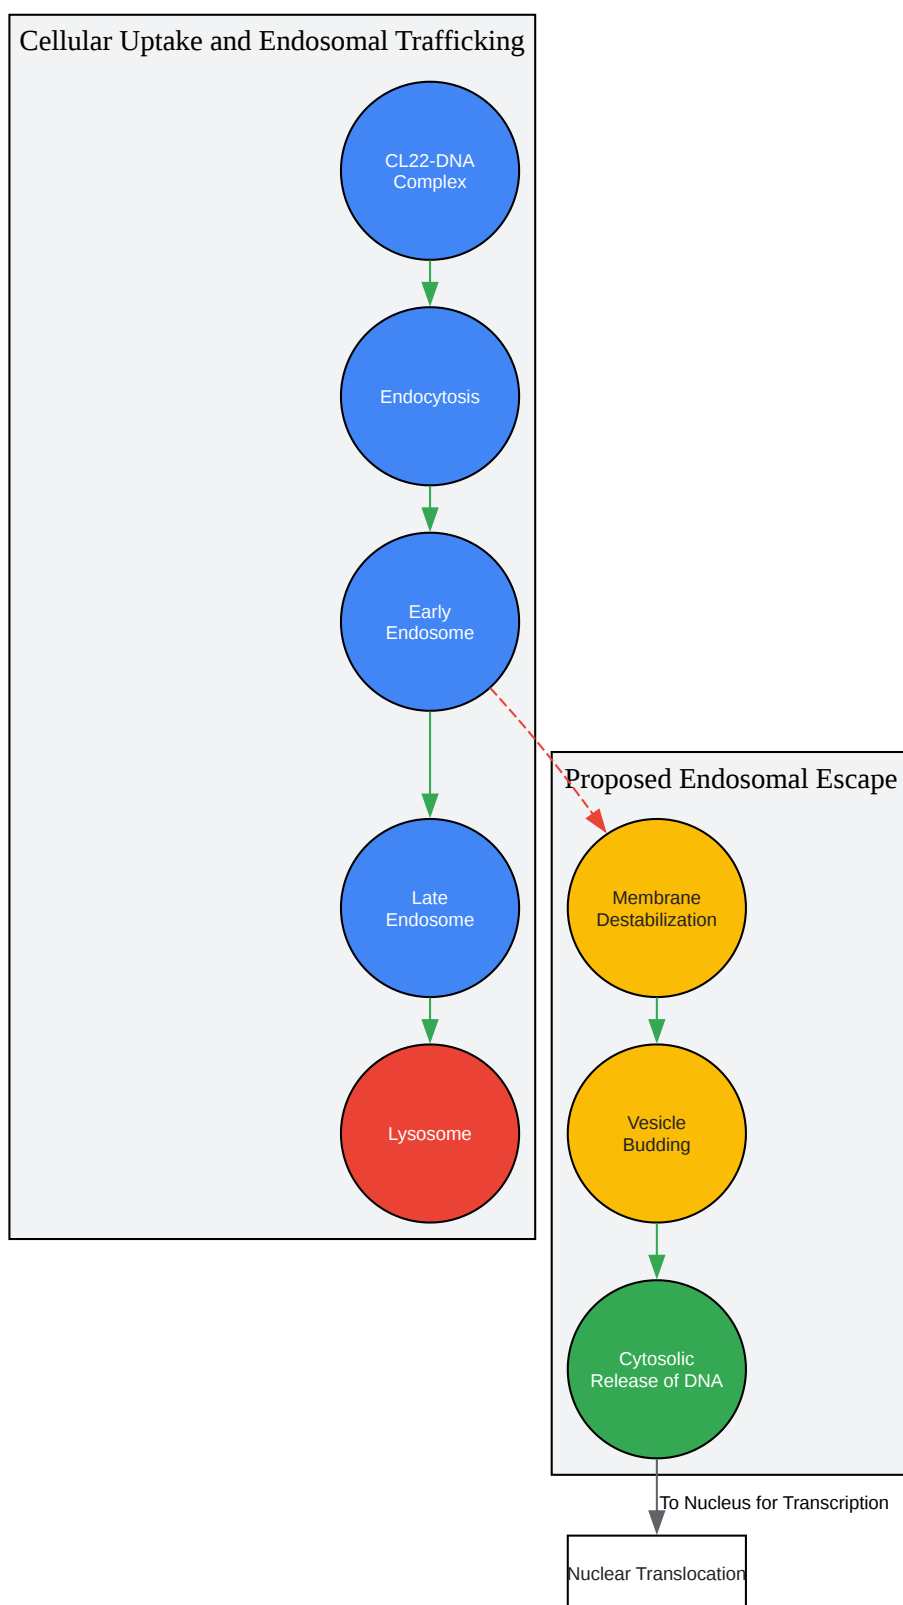 Cellular Uptake and Endosomal Trafficking
CL22-DNA
Complex
Endocytosis
Early
Endosome
Late
Endosome
Lysosome
Proposed Endosomal Escape
Membrane
Destabilization
Vesicle
Budding
Cytosolic
Release of DNA
To Nucleus for Transcription
Nuclear Translocation